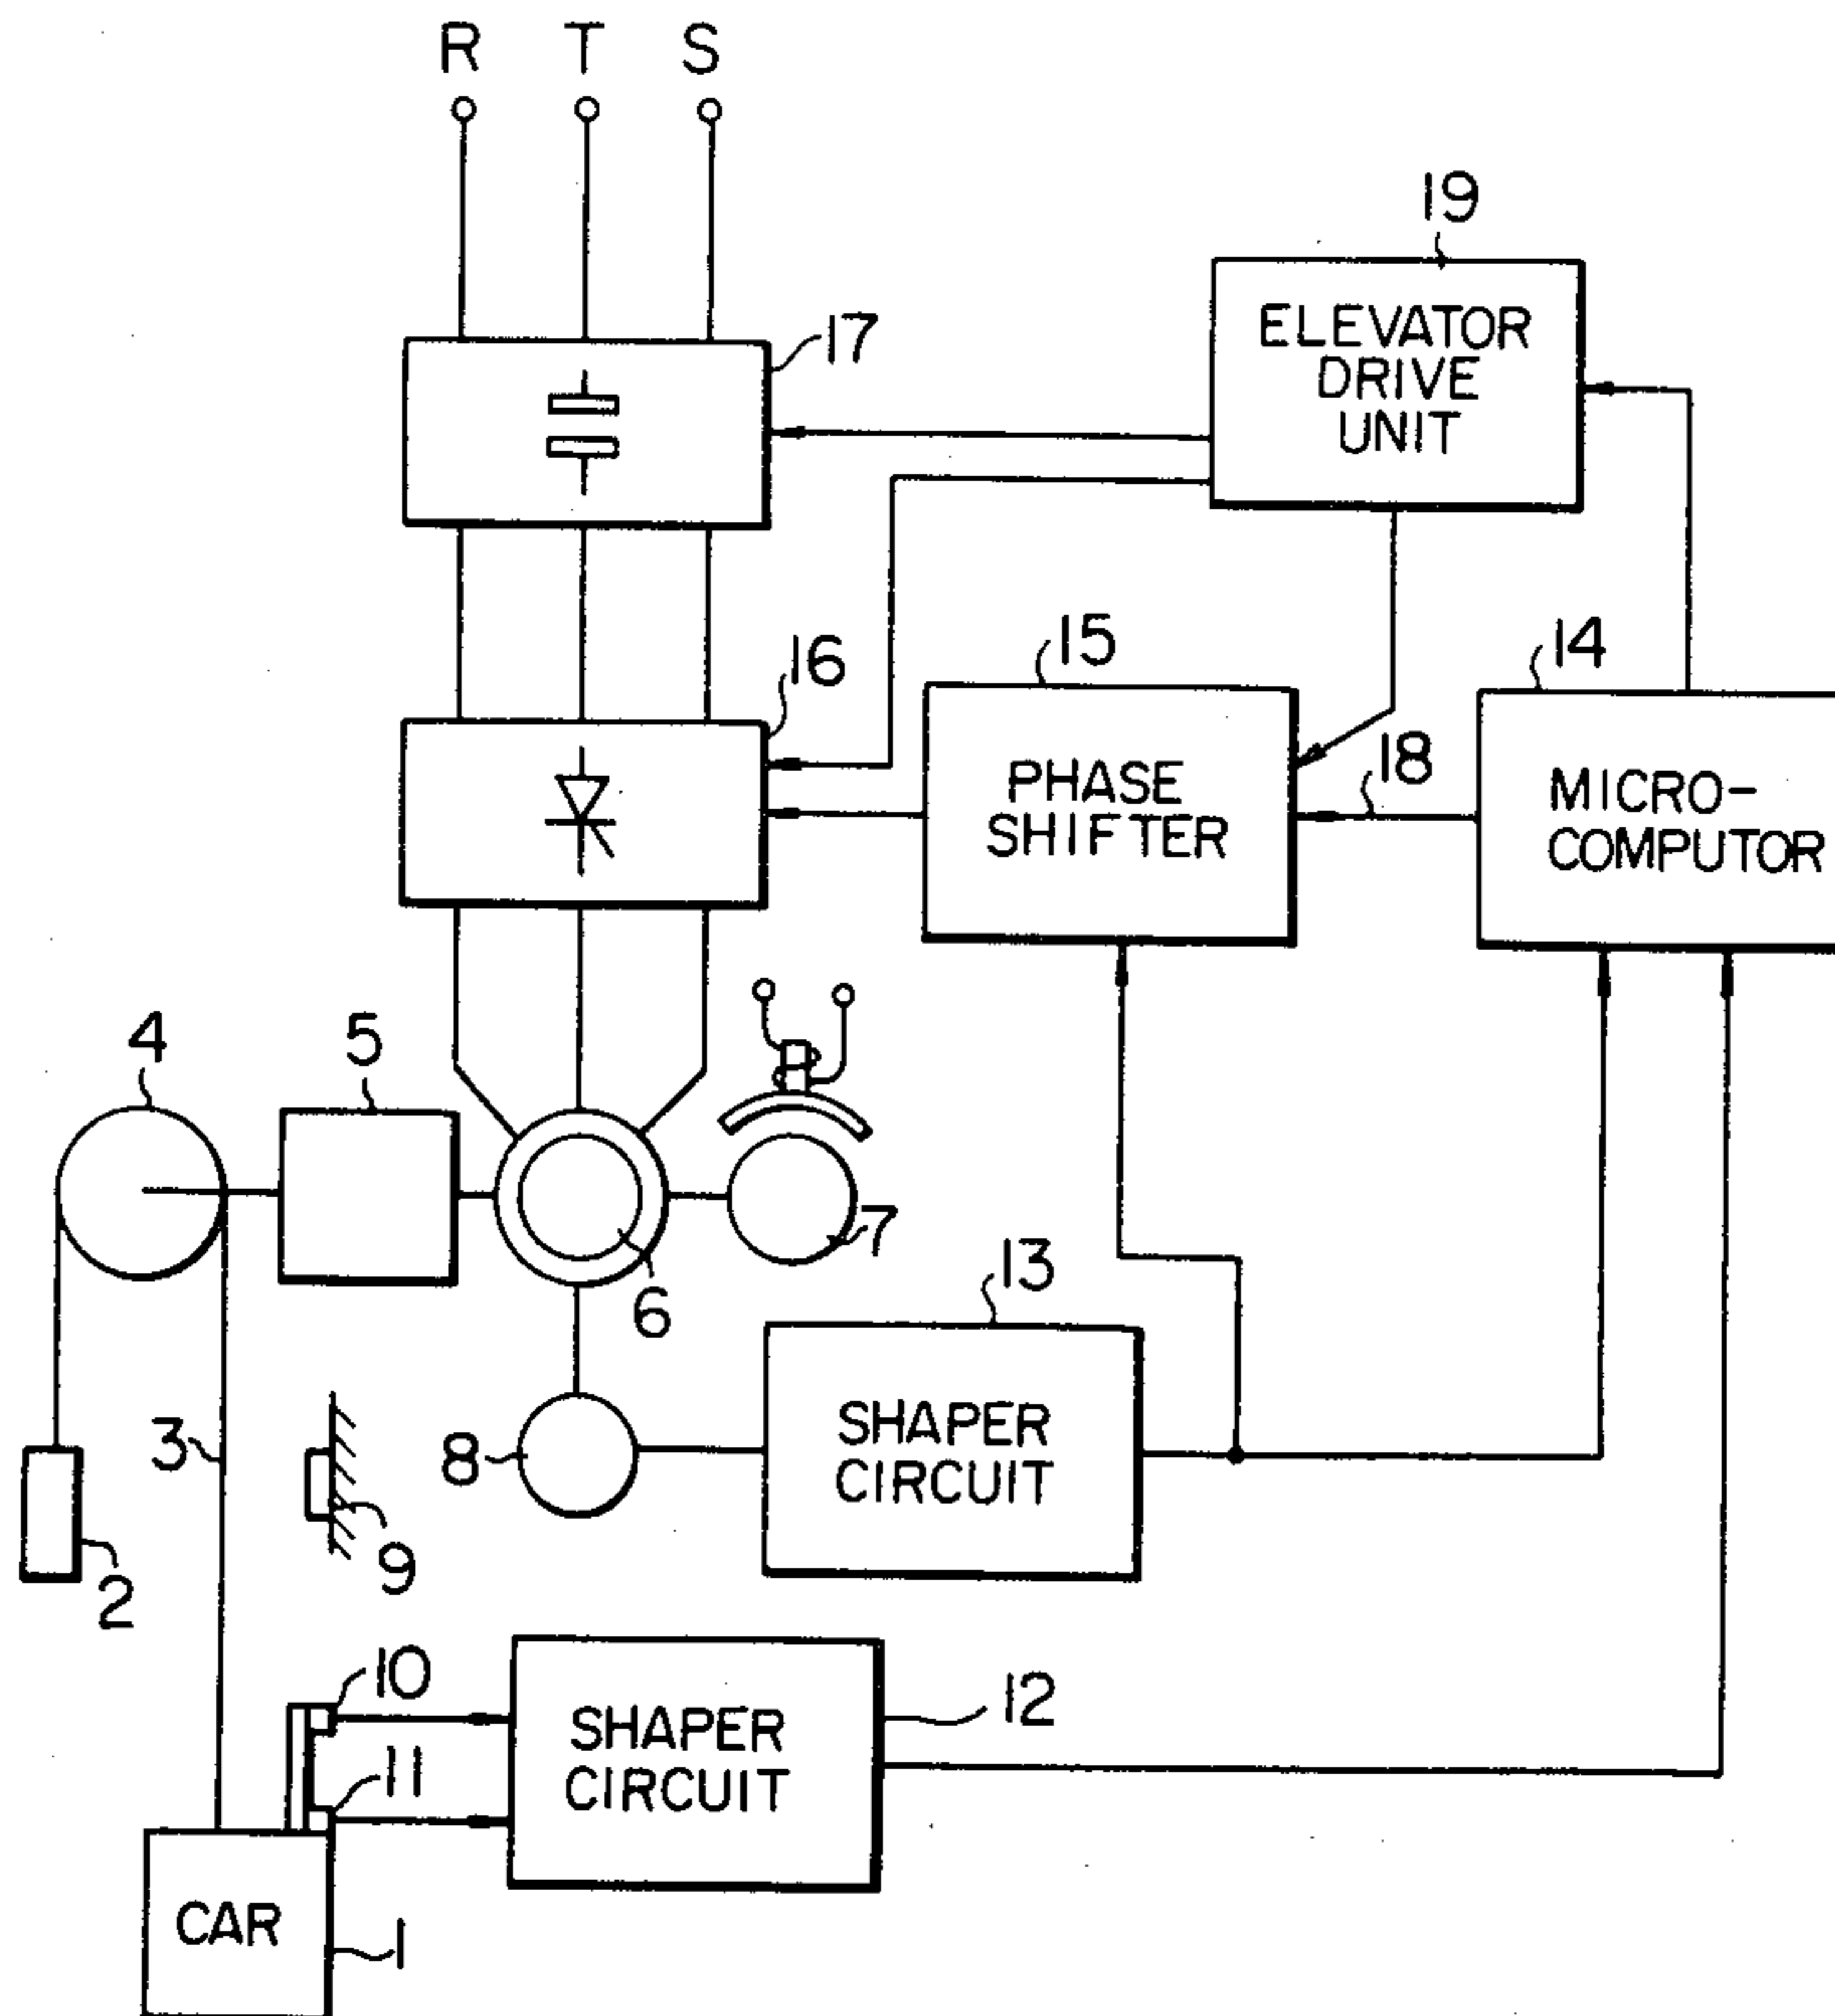 R T S
19
ELEVATOR
DRIVE
UNIT
17
16
15
14
18
PHASE
SHIFTER
MICRO-
COMPUTOR
4
5
7
6
13
3
8
SHAPER
CIRCUIT
9
2
10
12
SHAPER
CIRCUIT
11
CAR
1